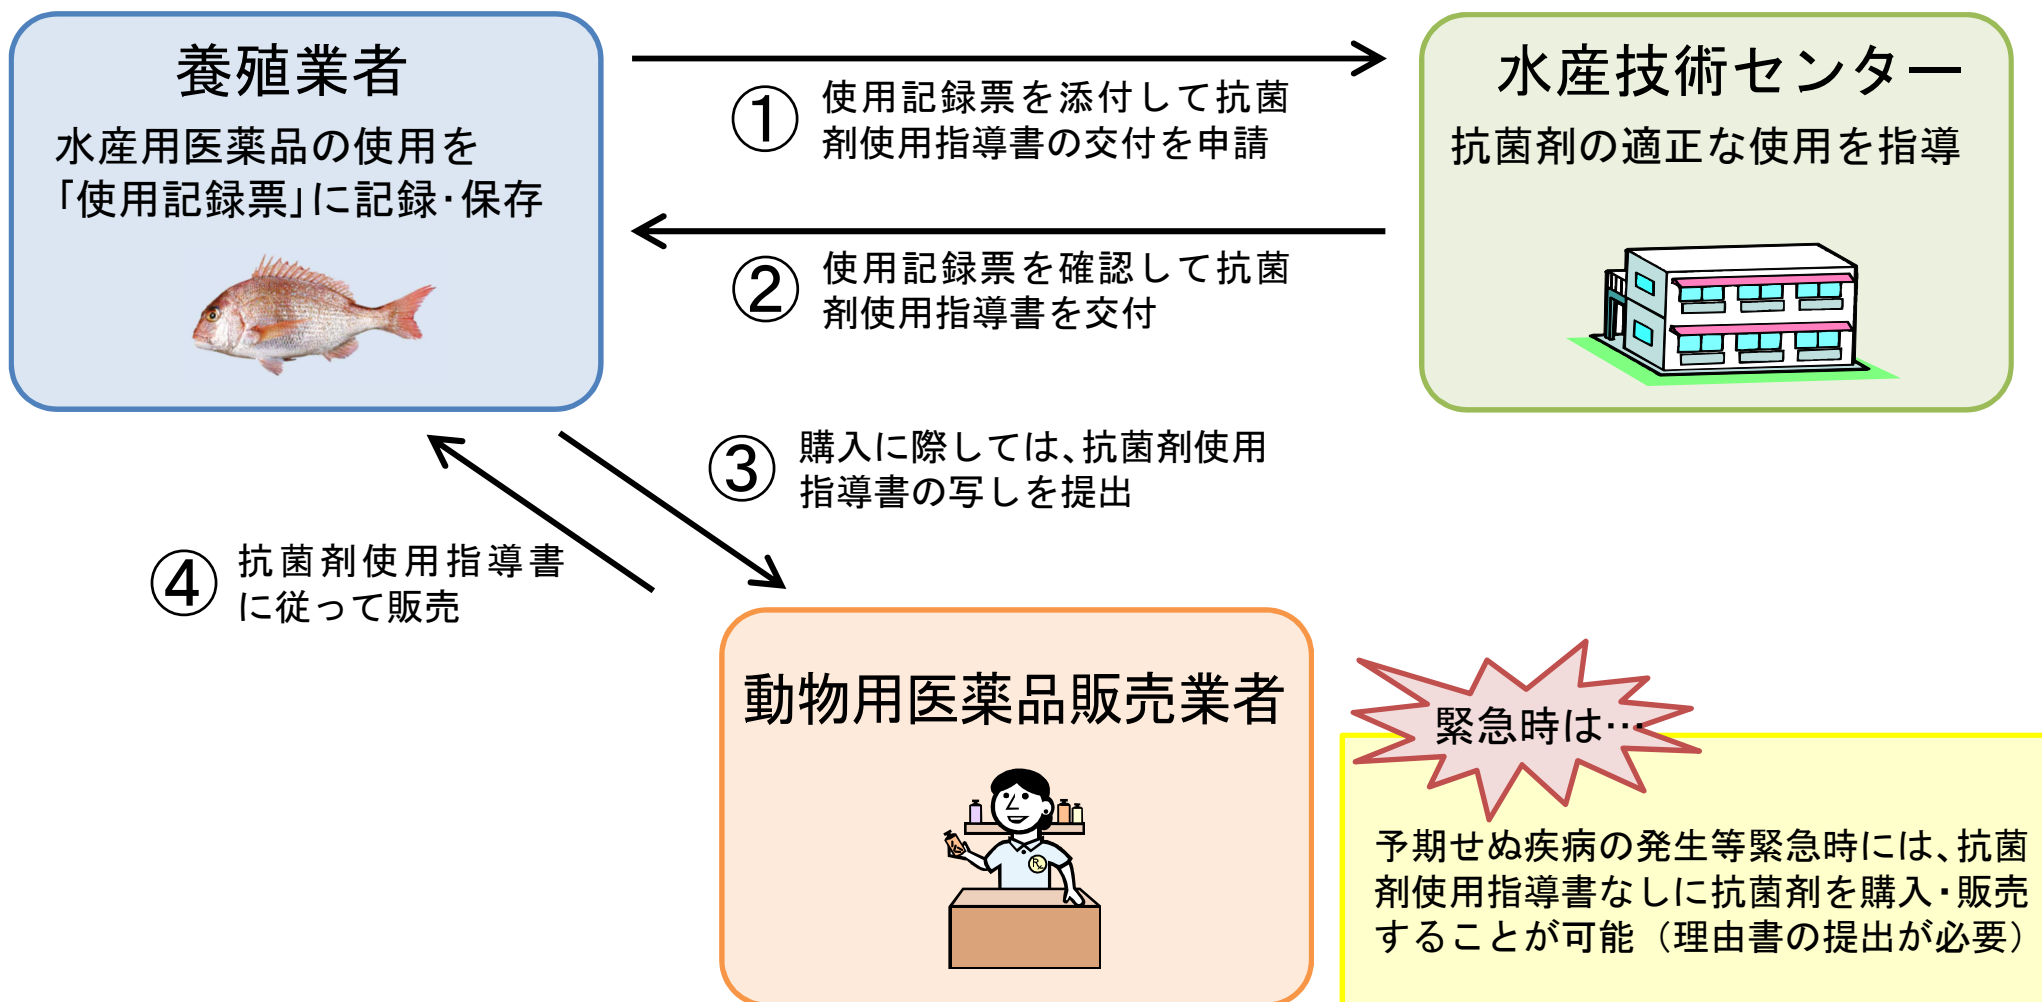 養殖業者
水産用医薬品の使用を
「使用記録票」に記録･保存
①
使用記録票を添付して抗菌
剤使用指導書の交付を申請
水産技術センター
抗菌剤の適正な使用を指導
②
使用記録票を確認して抗菌
剤使用指導書を交付
③
購入に際しては、抗菌剤使用
指導書の写しを提出
④
抗菌剤使用指導書
に従って販売
動物用医薬品販売業者
緊急時は…
予期せぬ疾病の発生等緊急時には、抗菌
剤使用指導書なしに抗菌剤を購入・販売
することが可能（理由書の提出が必要）